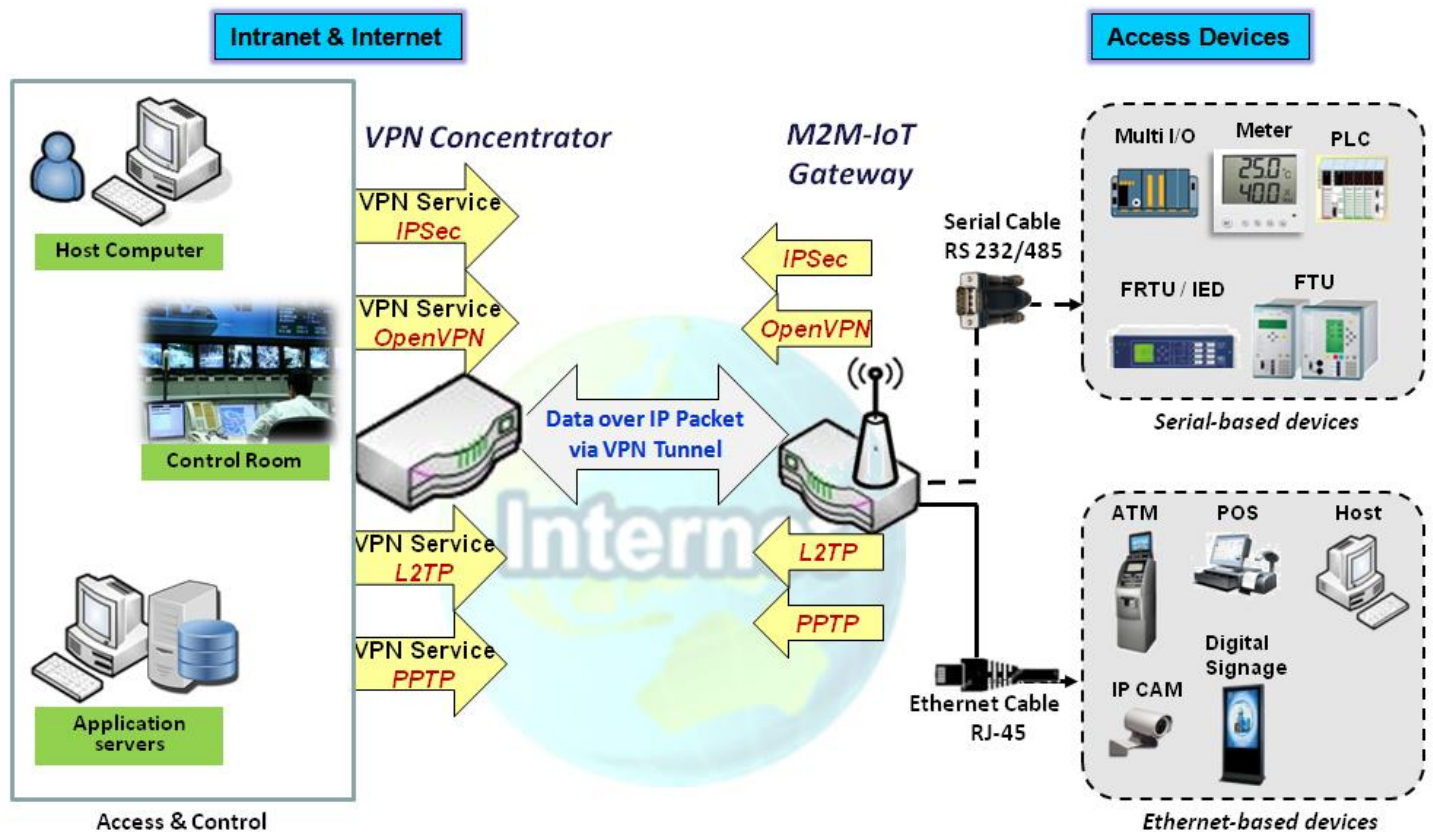 Intranet & Internet
Access Devices
VPN Concentrator
M2M-IoT
Gateway
Host Computer
Control Room
Application
servers
Access & Control
VPN Service
IPSec
VPN Service
OpenVPN
VPN Service
L2TP
VPN Service
PPTP
IPSec
OpenVPN
Data over IP Packet
via VPN Tunnel
Internet
L2TP
PPTP
Serial Cable
RS 232/485
Ethernet Cable
RJ-45
Multi I/O
Meter
PLC
25.0 °C
40.0
FRTU / IED
FTU
Serial-based devices
ATM
POS
Host
Digital
Signage
IP CAM
Ethernet-based devices